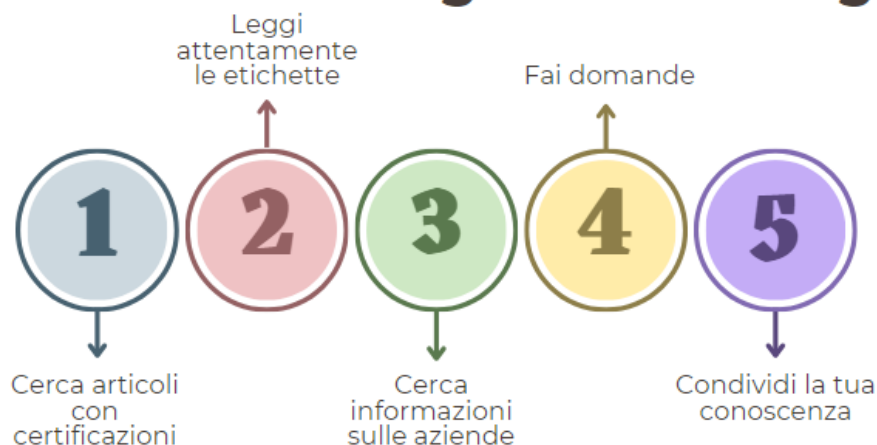 1
Cerca articoli
con
certificazioni
2
Leggi
attentamente
le etichette
3
Cerca
informazioni
sulle aziende
4
Fai domande
5
Condividi la tua
conoscenza